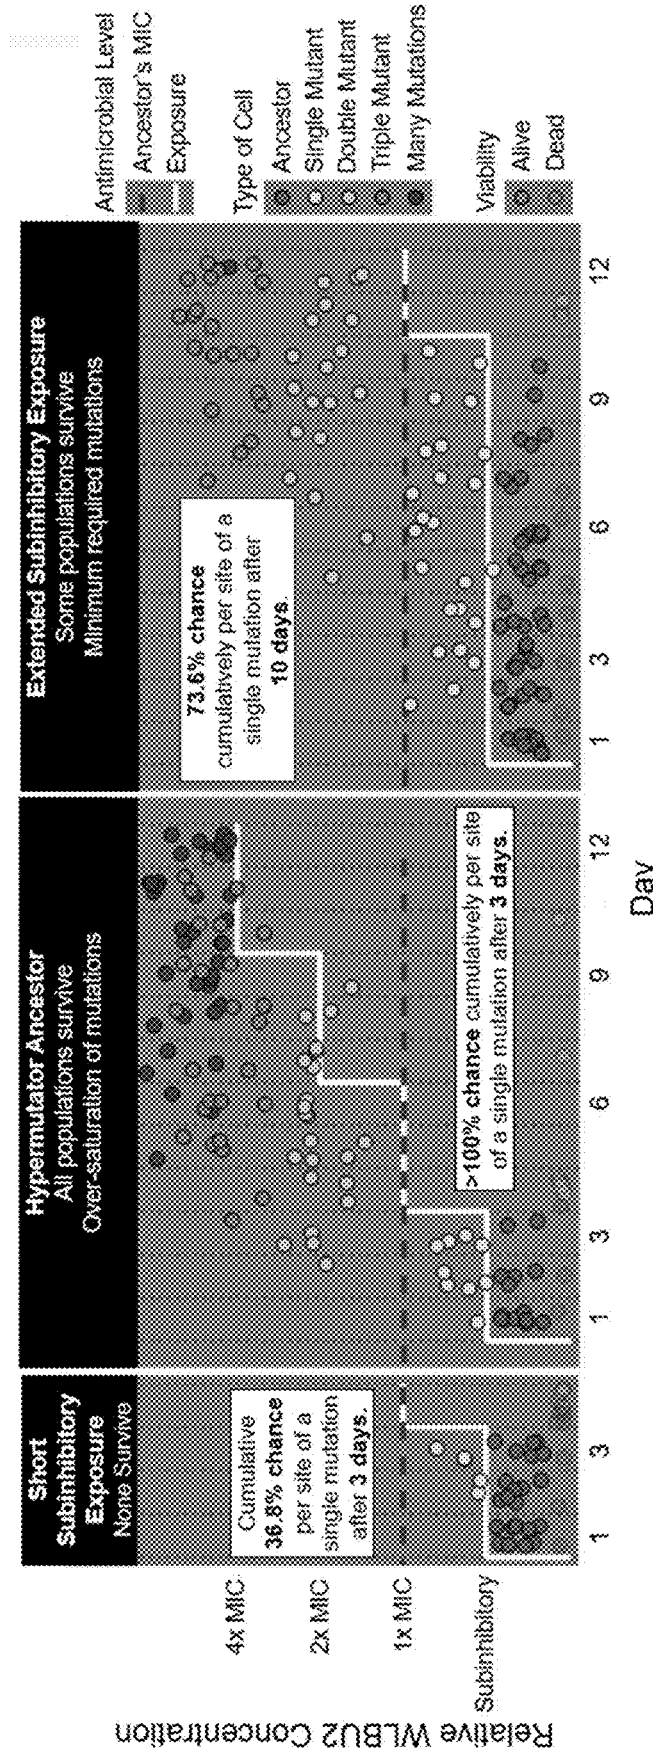 Relative WLBU2 Concentration
4x MIC
2x MIC
1x MIC
Subinhibitory
Short
Subinhibitory
Exposure
None Survive
Cumulative
36.8% chance
per site of a
single mutation
after 3 days.
1
3
Hypermutator Ancestor
All populations survive
Over-saturation of mutations
>100% chance cumulatively per site
of a single mutation after 3 days.
1
3
6
9
12
Extended Subinhibitory Exposure
Some populations survive
Minimum required mutations
73.6% chance
cumulatively per site of a
single mutation after
10 days.
1
3
6
9
12
Day
Antimicrobial Level
Ancestor's MIC
Exposure
Type of Cell
Ancestor
Single Mutant
Double Mutant
Triple Mutant
Many Mutations
Viability
Alive
Dead